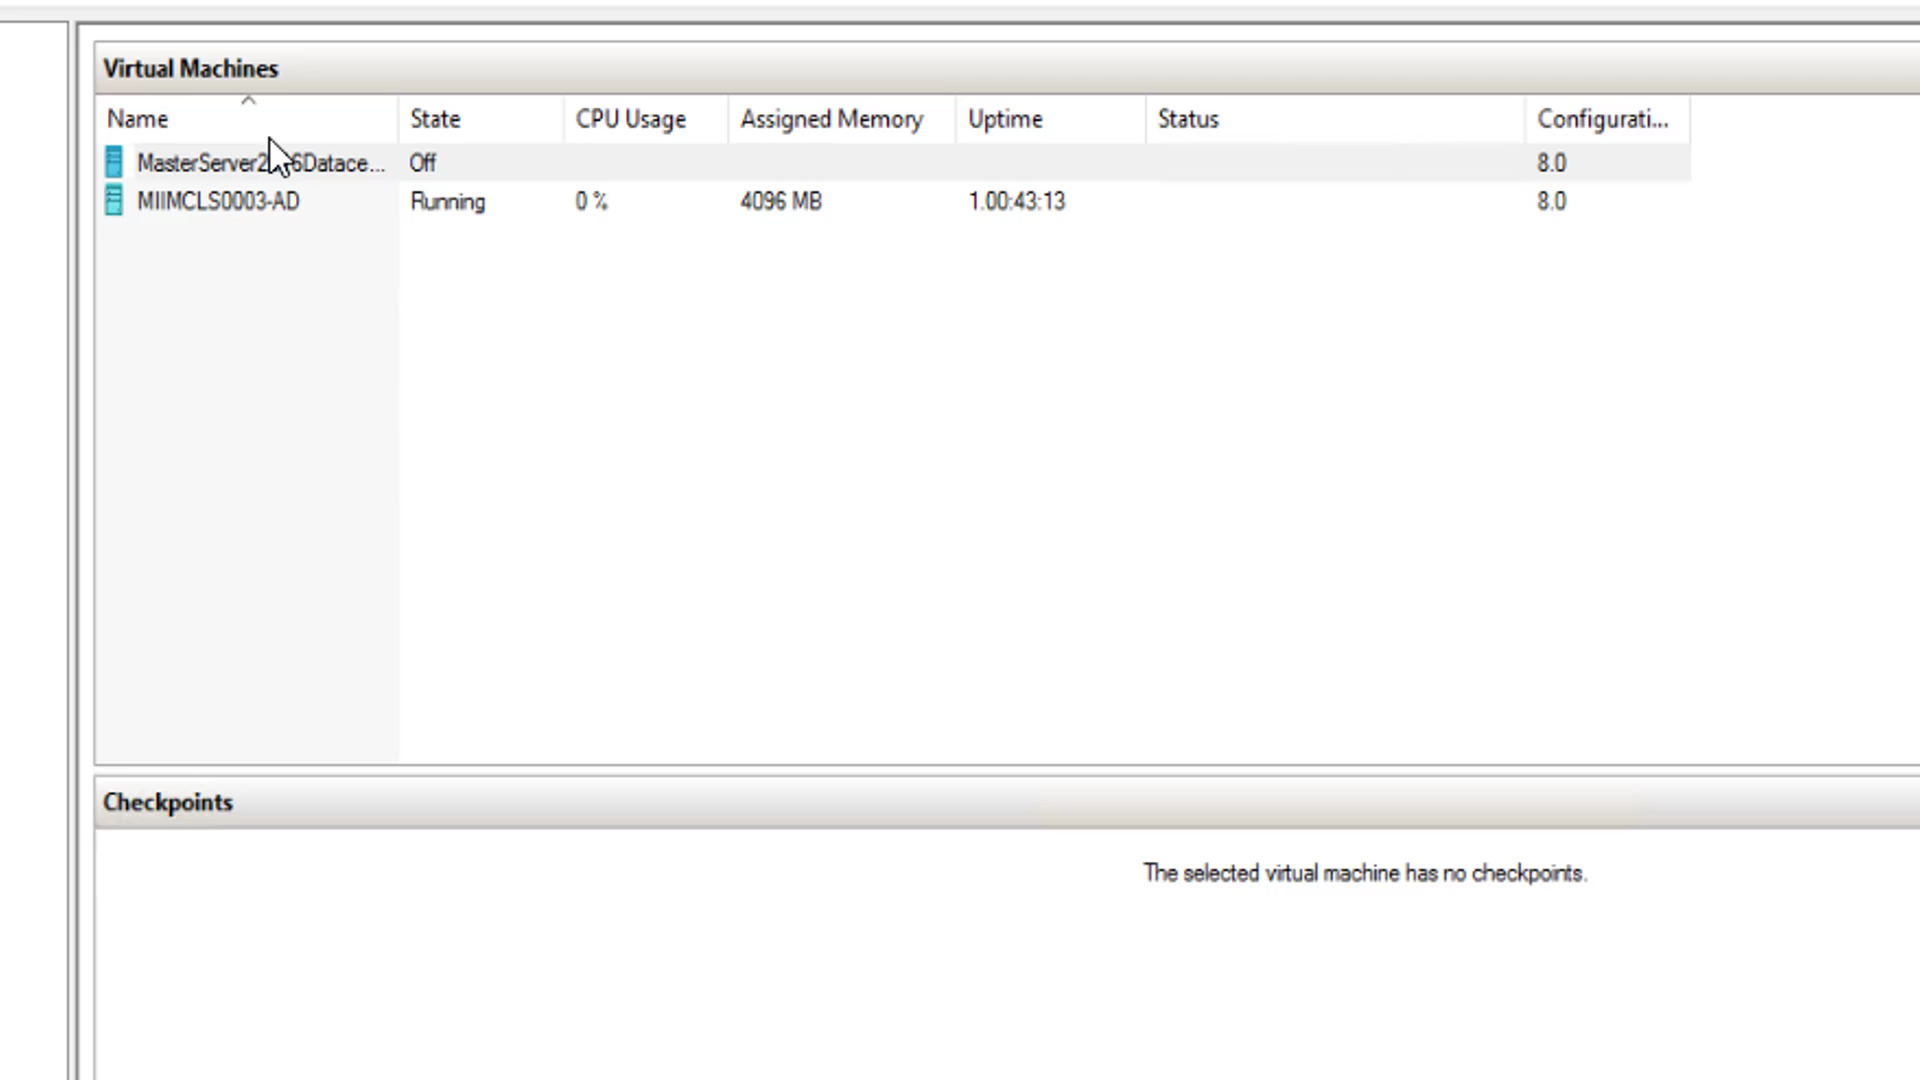 Virtual Machines
Name State CPU Usage Assigned Memory Uptime Status Configurati...
Off 8.0
MIIMCLS0003-AD Running 0 % 4096 MB 1.00:43:13 8.0
Checkpoints
The selected virtual machine has no checkpoints.